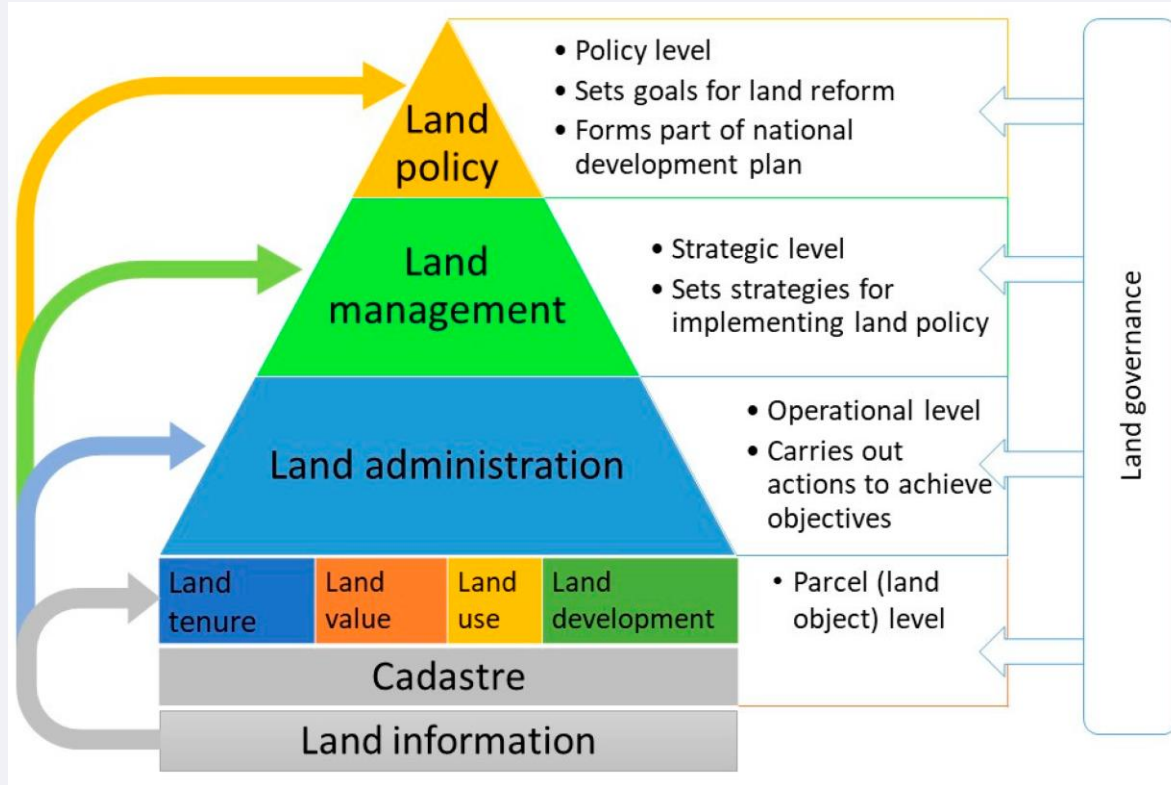 Land
policy
• Policy level
• Sets goals for land reform
• Forms part of national
development plan
Land
management
• Strategic level
• Sets strategies for
implementing land policy
Land administration
• Operational level
• Carries out
actions to achieve
objectives
Land
tenure
Land
value
Land
use
Land
development
• Parcel (land
object) level
Cadastre
Land information
Land governance